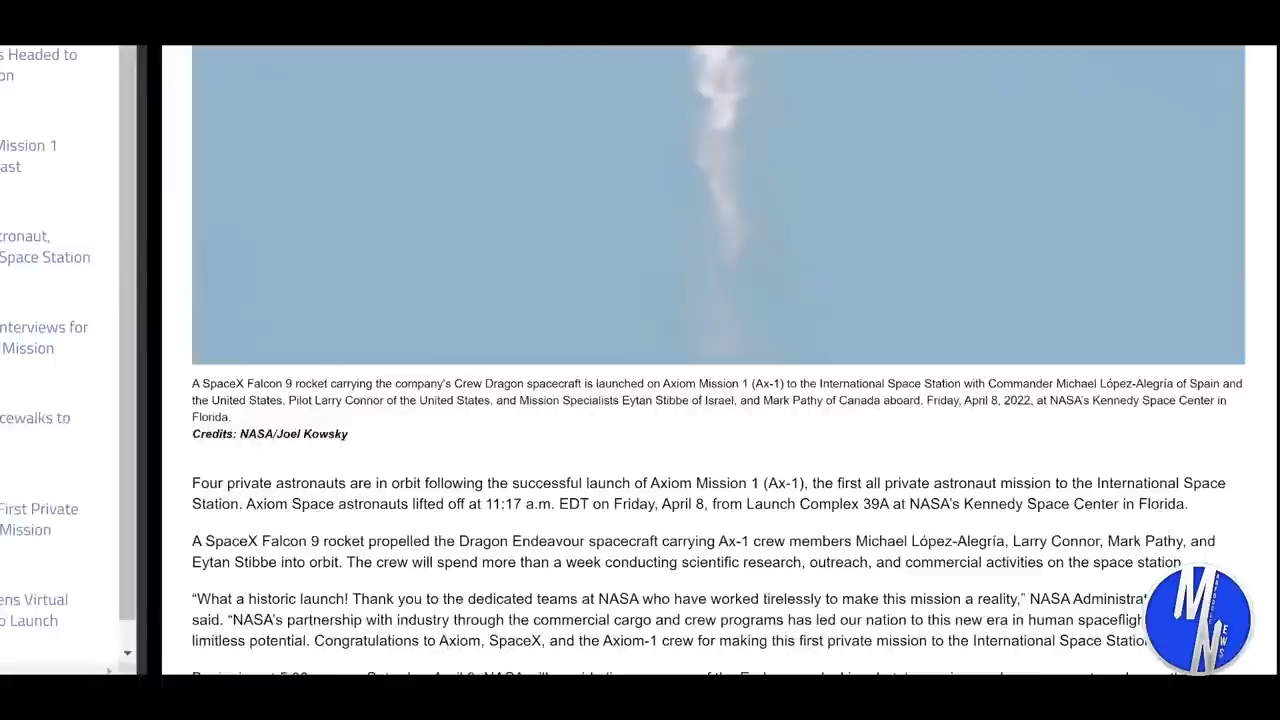 s Headed to
on
Mission 1
ast
tronaut,
Space Station
nterviews for
Mission
cewalks to
First Private
Mission
ens Virtual
o Launch
A SpaceX Falcon 9 rocket carrying the company's Crew Dragon spacecraft is launched on Axiom Mission 1 (Ax-1) to the International Space Station with Commander Michael López-Alegría of Spain and
the United States, Pilot Larry Connor of the United States, and Mission Specialists Eytan Stibbe of Israel, and Mark Pathy of Canada aboard, Friday, April 8, 2022, at NASA's Kennedy Space Center in
Florida.
Credits: NASA/Joel Kowsky
Four private astronauts are in orbit following the successful launch of Axiom Mission 1 (Ax-1), the first all private astronaut mission to the International Space
Station. Axiom Space astronauts lifted off at 11:17 a.m. EDT on Friday, April 8, from Launch Complex 39A at NASA's Kennedy Space Center in Florida.
A SpaceX Falcon 9 rocket propelled the Dragon Endeavour spacecraft carrying Ax-1 crew members Michael López-Alegría, Larry Connor, Mark Pathy, and
Eytan Stibbe into orbit. The crew will spend more than a week conducting scientific research, outreach, and commercial activities on the space station.
“What a historic launch! Thank you to the dedicated teams at NASA who have worked tirelessly to make this mission a reality,” NASA Administrat
said. “NASA's partnership with industry through the commercial cargo and crew programs has led our nation to this new era in human spacefligh
limitless potential. Congratulations to Axiom, SpaceX, and the Axiom-1 crew for making this first private mission to the International Space Statio